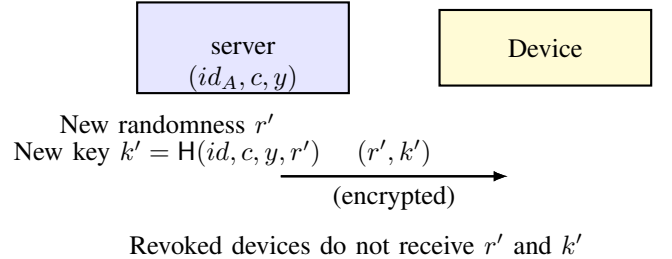 server
Device
(id_A, c, y)
New randomness r′
New key k′ = H(id, c, y, r′) (r′, k′)
(encrypted)
Revoked devices do not receive r′ and k′